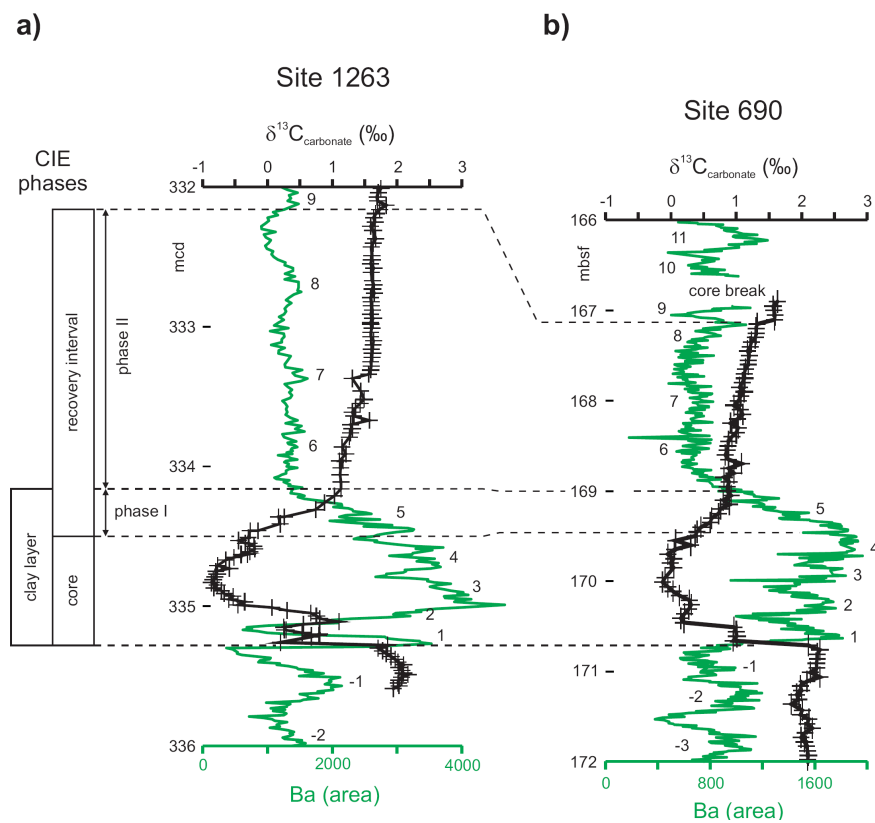 a)
b)
Site 1263
Site 690
δ13Ccarbonate (‰)
δ13Ccarbonate (‰)
CIE
phases
-1 0 1 2 3
-1 0 1 2 3
332
333
334
335
336
mcd
166
167
168
169
170
171
172
mbsf
recovery interval
phase II
phase I
clay layer
core
9
8
7
6
5
4
3
2
1
-1
-2
11
10
core break
9
8
7
6
5
4
3
2
1
-1
-2
-3
0 2000 4000
Ba (area)
0 800 1600
Ba (area)